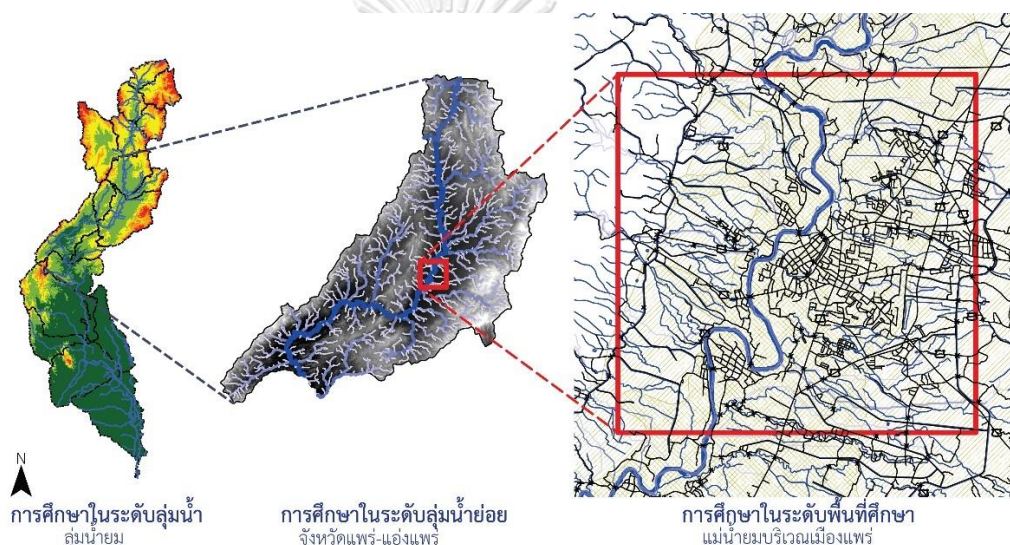 N
การศึกษาในระดับลุ่มน้ำ
ลุ่มน้ำยม
การศึกษาในระดับลุ่มน้ำย่อย
จังหวัดแพร่-แอ่งแพร่
การศึกษาในระดับพื้นที่ศึกษา
แม่น้ำยมบริเวณเมืองแพร่